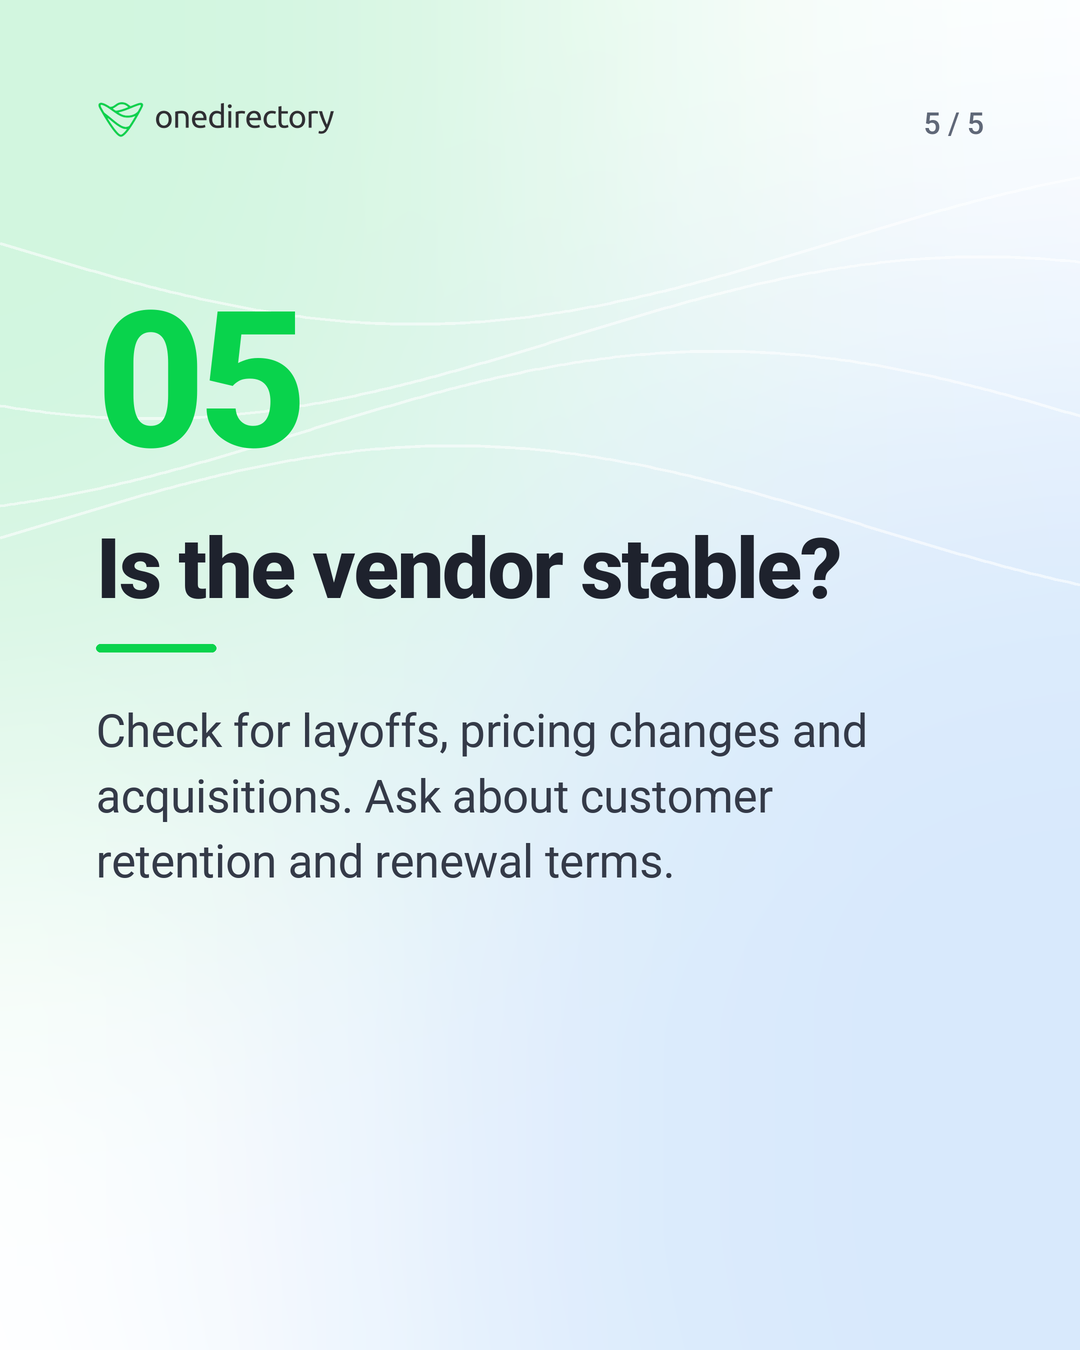 onedirectory
5 / 5
05
Is the vendor stable?
Check for layoffs, pricing changes and
acquisitions. Ask about customer
retention and renewal terms.